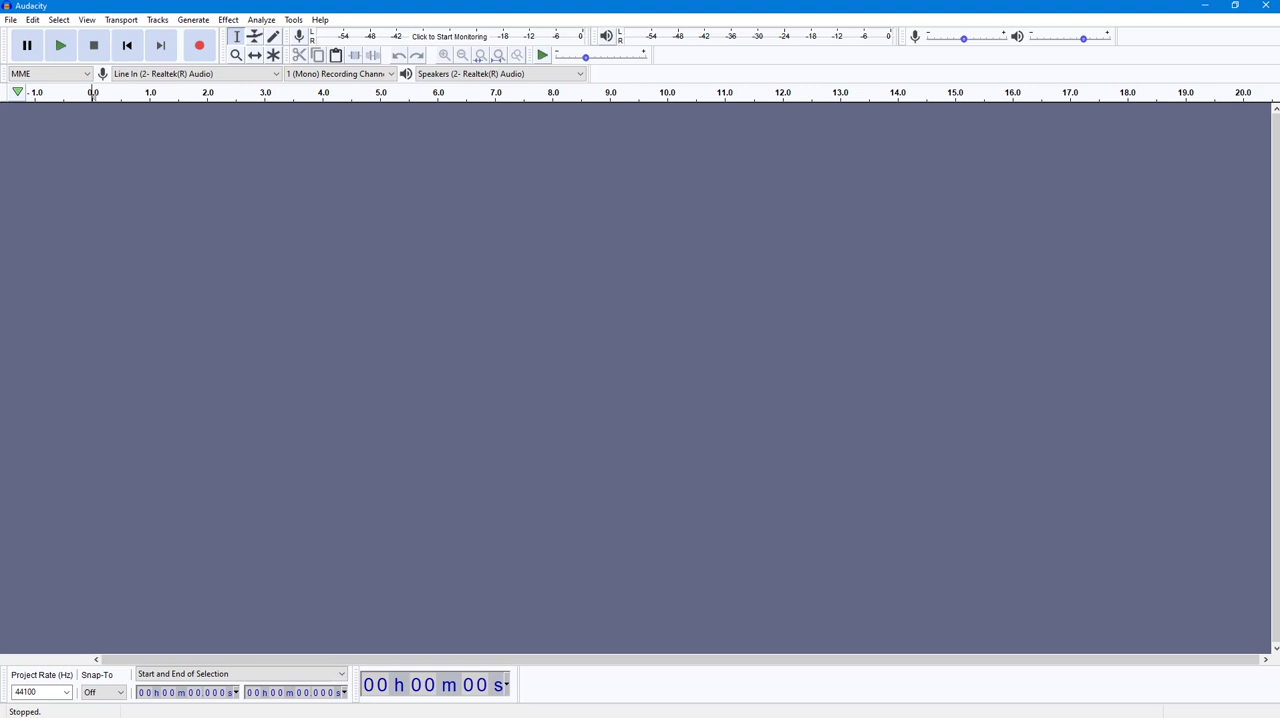 Audacity
File Edit Select View Transport Tracks Generate Effect Analyze Tools Help
L R -54 -48 -42 Click to Start Monitoring -18 -12 -6 0 L R -54 -48 -42 -36 -30 -24 -18 -12 -6 0 - + - +
- +
MME Line In (2- Realtek(R) Audio) 1 (Mono) Recording Chann Speakers (2- Realtek(R) Audio)
- 1.0 0.0 1.0 2.0 3.0 4.0 5.0 6.0 7.0 8.0 9.0 10.0 11.0 12.0 13.0 14.0 15.0 16.0 17.0 18.0 19.0 20.0
Project Rate (Hz) Snap-To Start and End of Selection
44100 Off 00 h 00 m 00.000 s 00 h 00 m 00.000 s 00 h 00 m 00 s
Stopped.